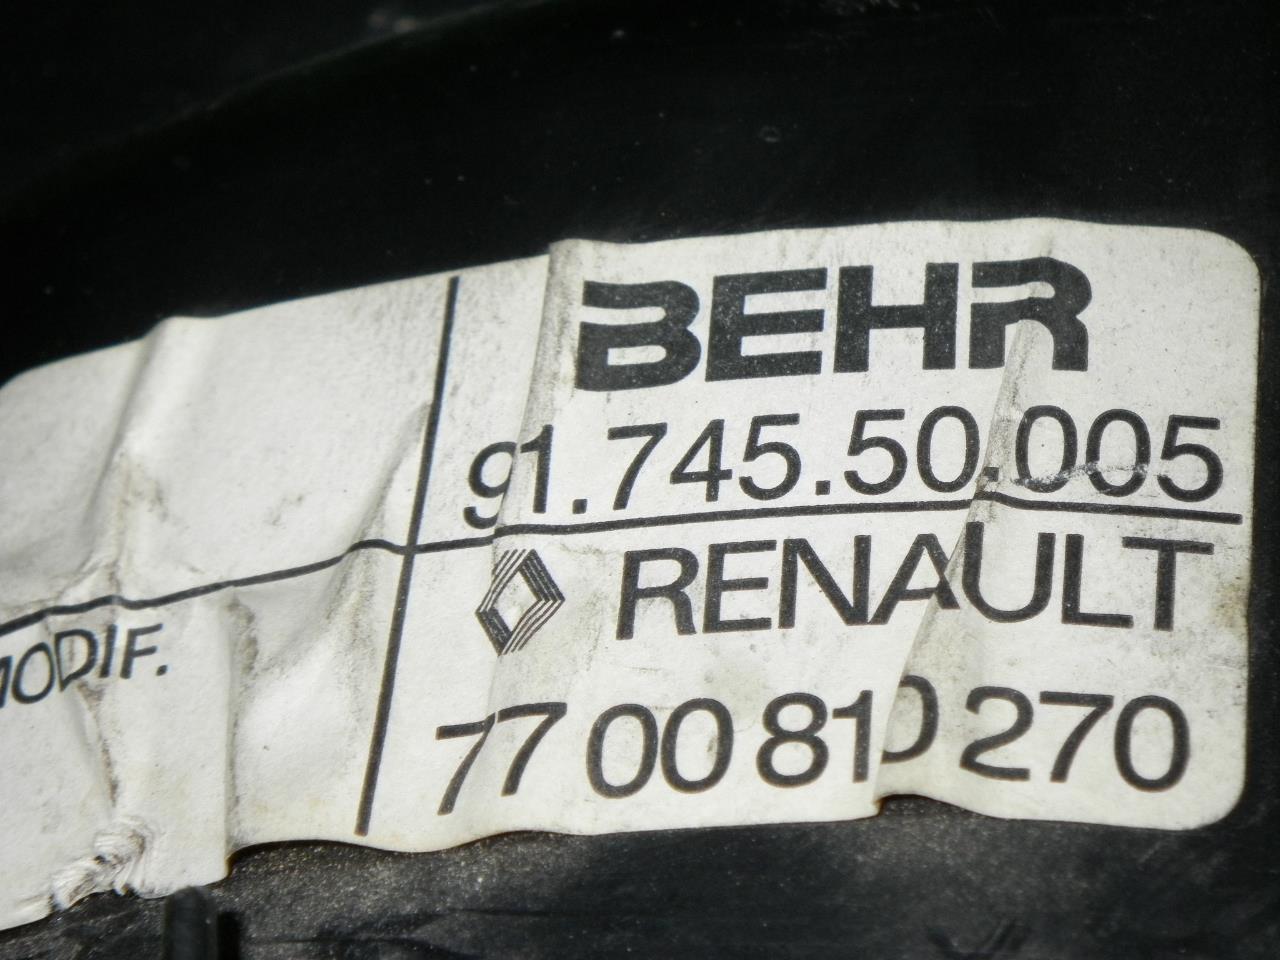 BEHR
91.745.50.005
RENAULT
MODIF.
77 00 810 270